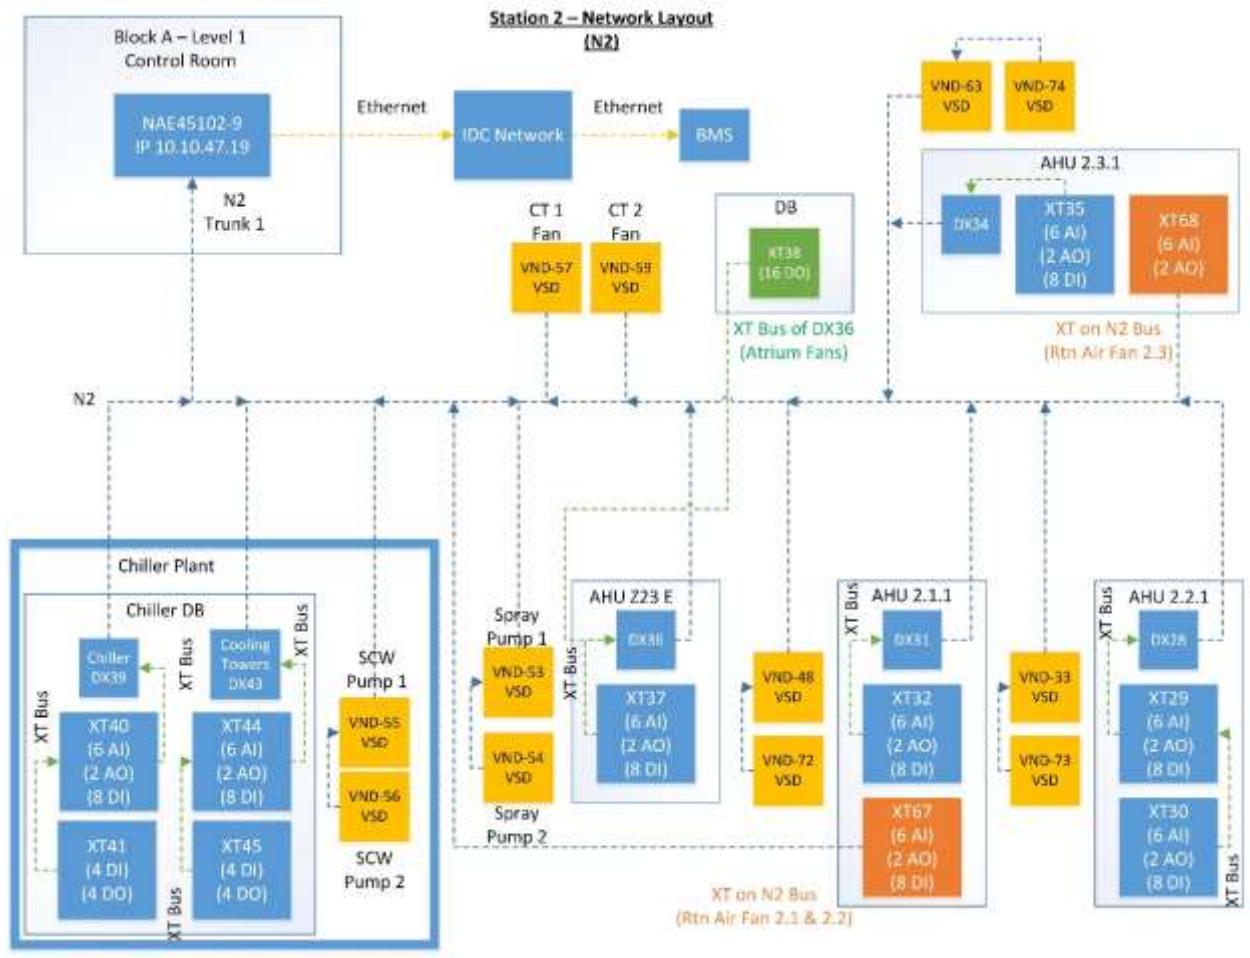 Station 2 – Network Layout
(N2)
Block A – Level 1
Control Room
NAE45102-9
IP 10.10.47.19
N2
Trunk 1
Ethernet
IDC Network
Ethernet
BMS
VND-63
VSD
VND-74
VSD
AHU 2.3.1
DX34
XT35
(6 AI)
(2 AO)
(8 DI)
XT68
(6 AI)
(2 AO)
XT on N2 Bus
(Rtn Air Fan 2.3)
CT 1
Fan
VND-57
VSD
CT 2
Fan
VND-59
VSD
DB
XT38
(16 DO)
XT Bus of DX36
(Atrium Fans)
N2
Chiller Plant
Chiller DB
Chiller
DX39
XT Bus
XT40
(6 AI)
(2 AO)
(8 DI)
XT41
(4 DI)
(4 DO)
XT Bus
Cooling
Towers
DX43
XT Bus
XT44
(6 AI)
(2 AO)
(8 DI)
XT45
(4 DI)
(4 DO)
XT Bus
SCW
Pump 1
VND-55
VSD
VND-56
VSD
SCW
Pump 2
Spray
Pump 1
VND-53
VSD
VND-54
VSD
Spray
Pump 2
AHU Z23 E
DX36
XT Bus
XT37
(6 AI)
(2 AO)
(8 DI)
VND-48
VSD
VND-72
VSD
AHU 2.1.1
XT Bus
DX31
XT32
(6 AI)
(2 AO)
(8 DI)
XT67
(6 AI)
(2 AO)
(8 DI)
XT on N2 Bus
(Rtn Air Fan 2.1 & 2.2)
VND-33
VSD
VND-73
VSD
AHU 2.2.1
XT Bus
DX28
XT29
(6 AI)
(2 AO)
(8 DI)
XT30
(6 AI)
(2 AO)
(8 DI)
XT Bus